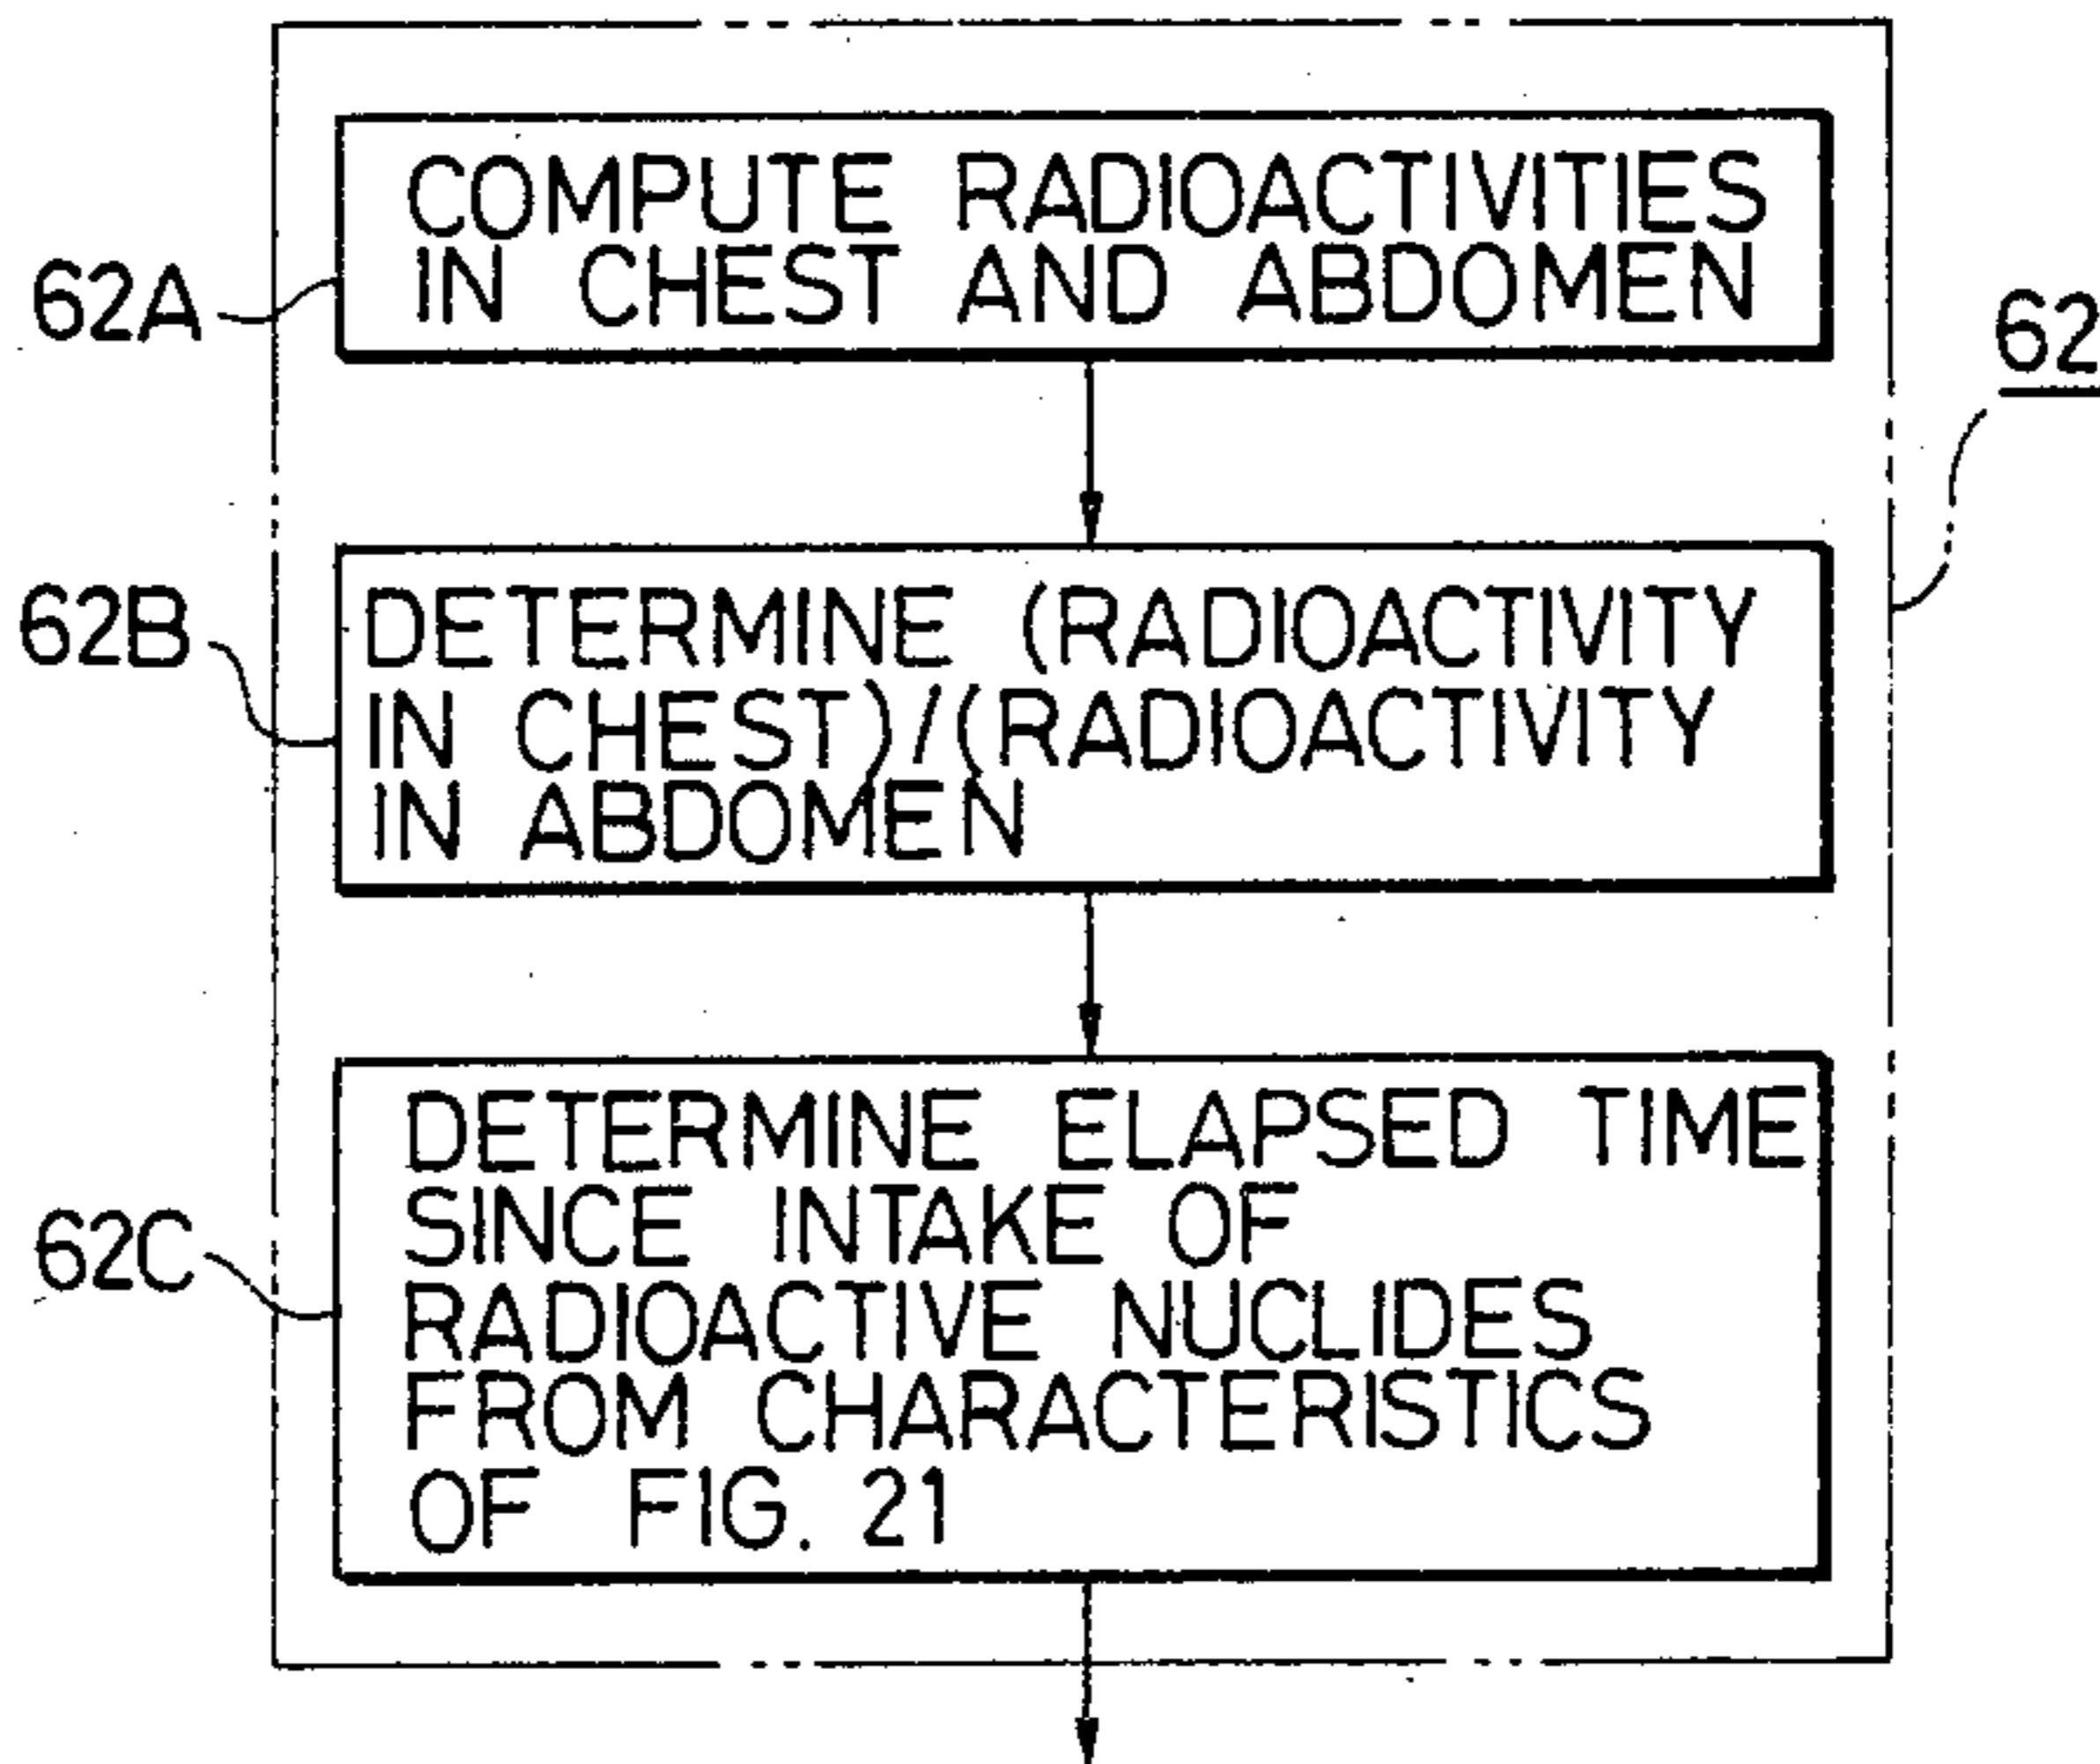 COMPUTE RADIOACTIVITIES
IN CHEST AND ABDOMEN
62A
62
DETERMINE (RADIOACTIVITY
IN CHEST)/(RADIOACTIVITY
IN ABDOMEN
62B
DETERMINE ELAPSED TIME
SINCE INTAKE OF
RADIOACTIVE NUCLIDES
FROM CHARACTERISTICS
OF FIG. 21
62C